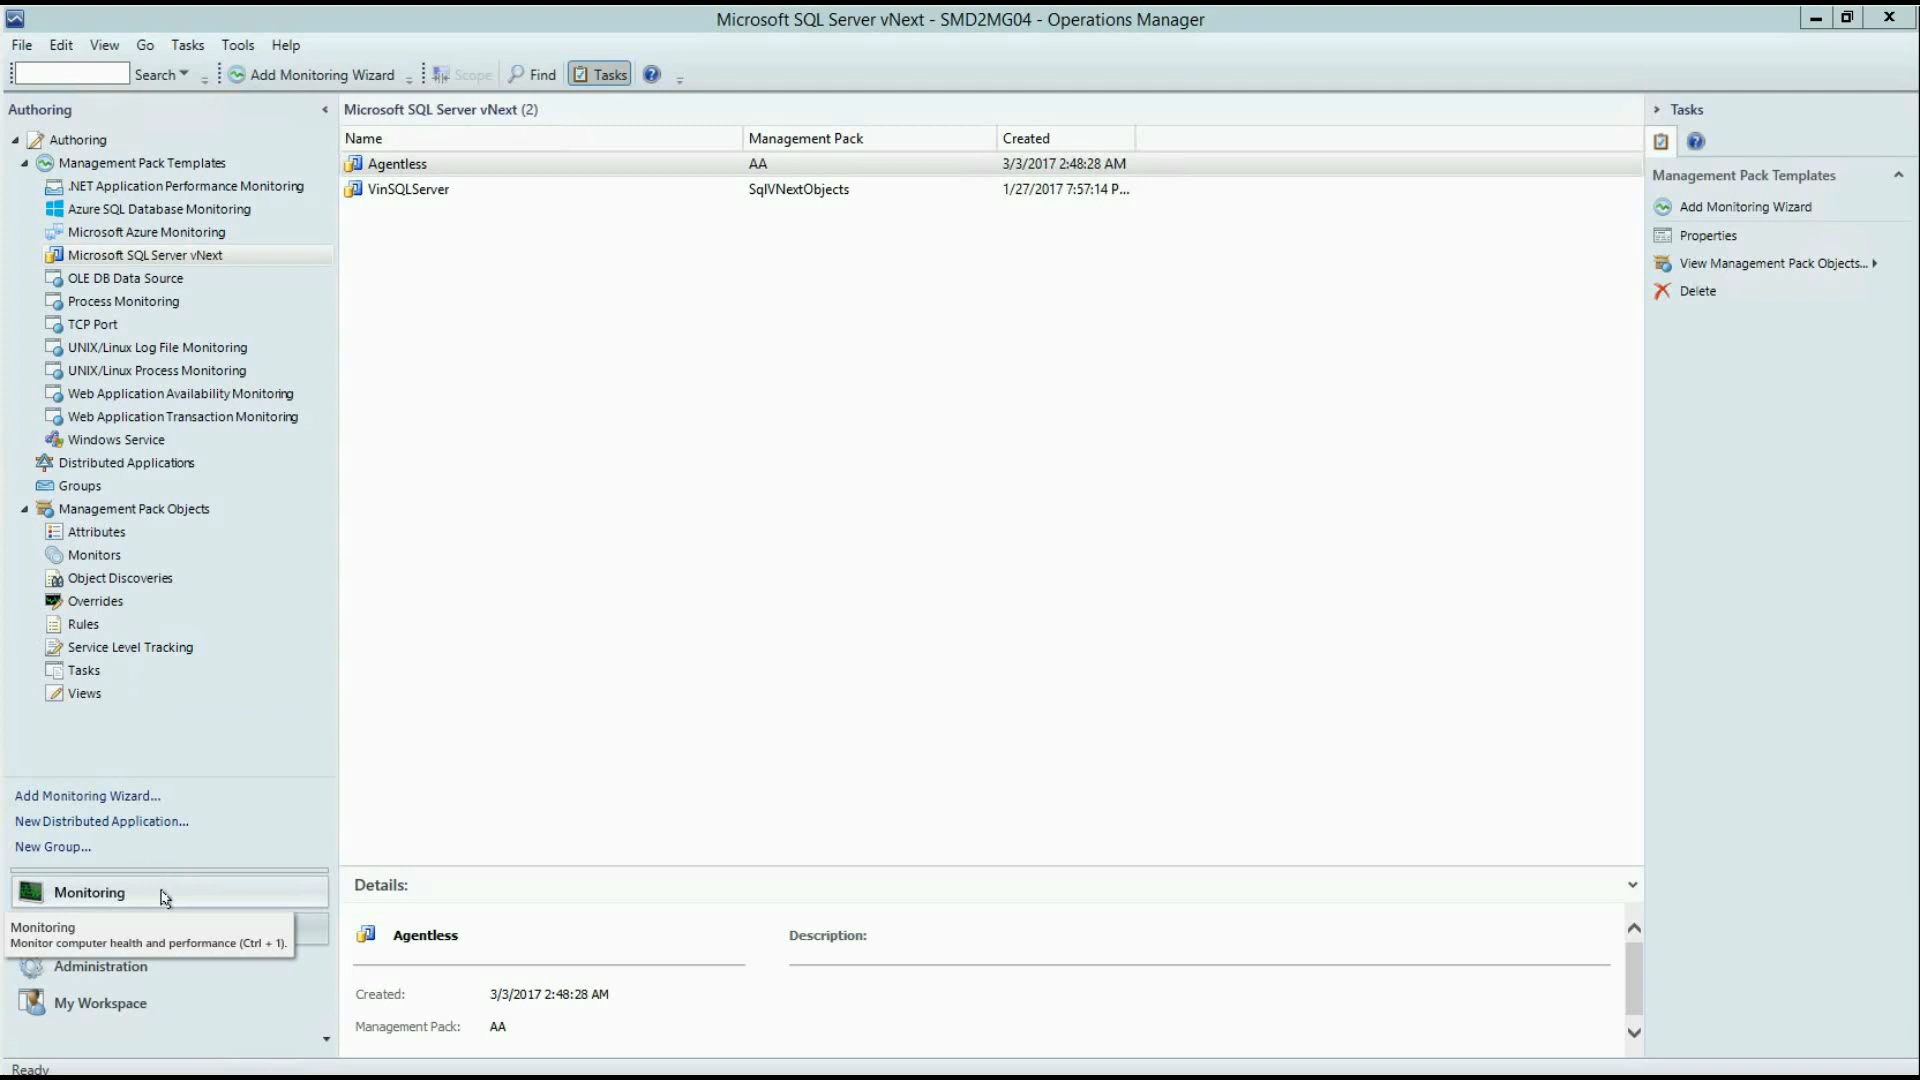 Microsoft SQL Server vNext - SMD2MG04 - Operations Manager
File Edit View Go Tasks Tools Help
Search Add Monitoring Wizard Scope Find Tasks
Authoring
Authoring
Management Pack Templates
.NET Application Performance Monitoring
Azure SQL Database Monitoring
Microsoft Azure Monitoring
Microsoft SQL Server vNext
OLE DB Data Source
Process Monitoring
TCP Port
UNIX/Linux Log File Monitoring
UNIX/Linux Process Monitoring
Web Application Availability Monitoring
Web Application Transaction Monitoring
Windows Service
Distributed Applications
Groups
Management Pack Objects
Attributes
Monitors
Object Discoveries
Overrides
Rules
Service Level Tracking
Tasks
Views
Add Monitoring Wizard...
New Distributed Application...
New Group...
Monitoring
Monitoring
Monitor computer health and performance (Ctrl + 1).
Administration
My Workspace
Microsoft SQL Server vNext (2)
Name Management Pack Created
Agentless AA 3/3/2017 2:48:28 AM
VinSQLServer SqlVNextObjects 1/27/2017 7:57:14 P...
Details:
Agentless Description:
Created: 3/3/2017 2:48:28 AM
Management Pack: AA
Tasks
Management Pack Templates
Add Monitoring Wizard
Properties
View Management Pack Objects...
Delete
Ready